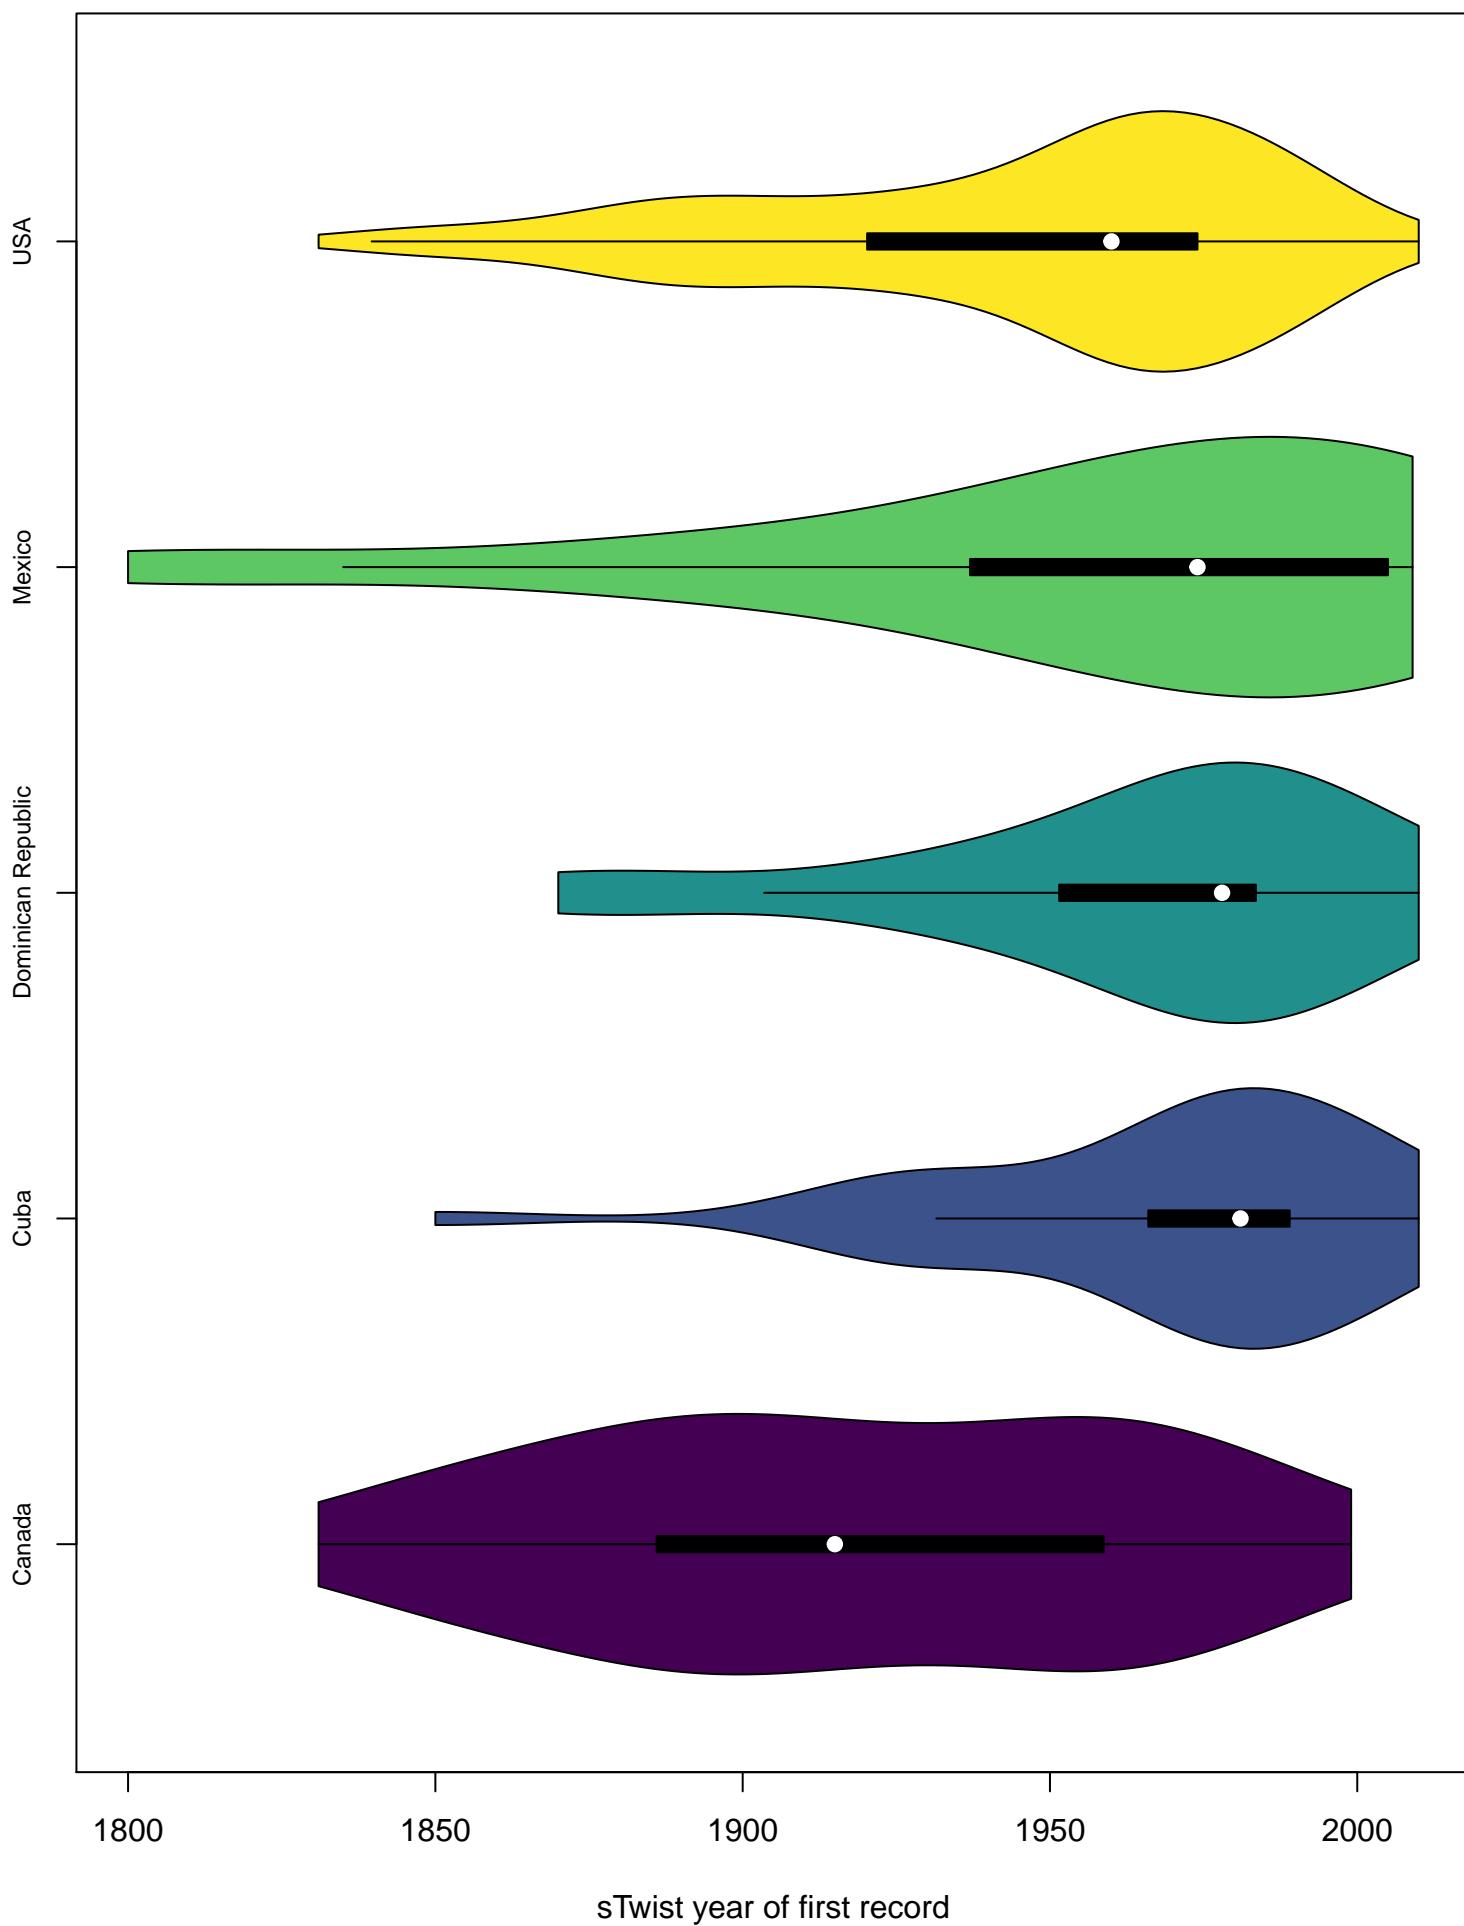 USA
Mexico
Dominican Republic
Cuba
Canada
1800 1850 1900 1950 2000
sTwist year of first record